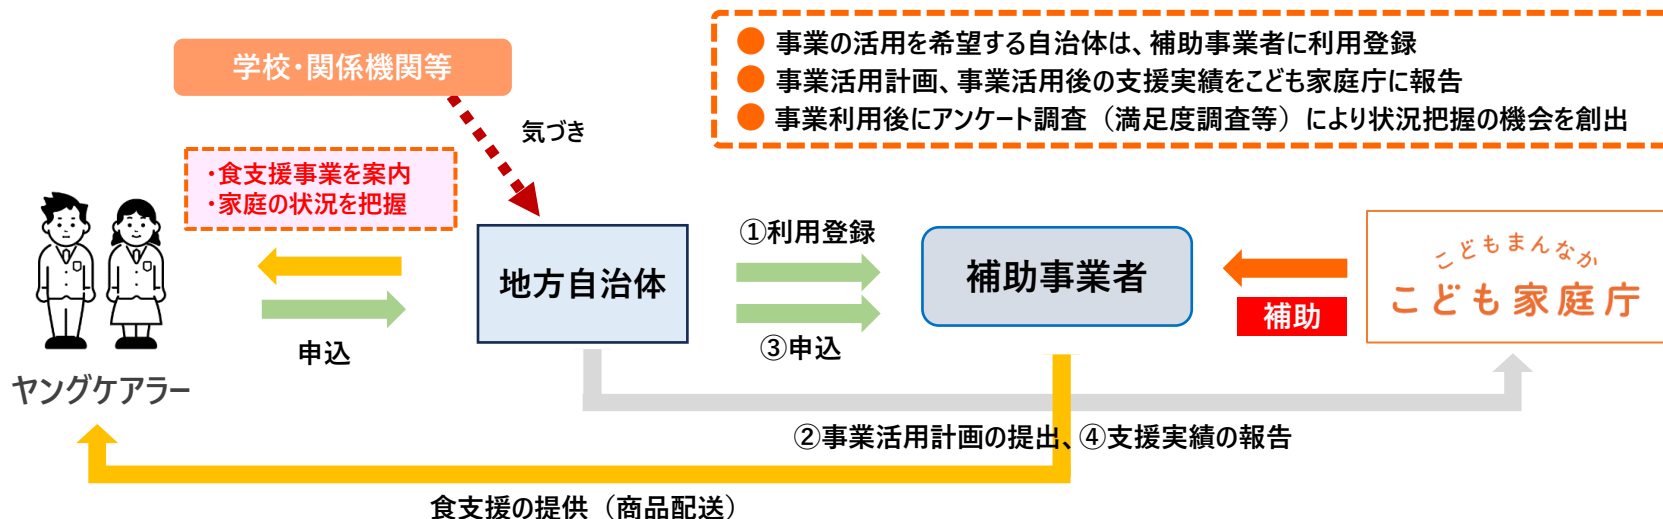 学校・関係機関等
● 事業の活用を希望する自治体は、補助事業者に利用登録
● 事業活用計画、事業活用後の支援実績をこども家庭庁に報告
● 事業利用後にアンケート調査（満足度調査等）により状況把握の機会を創出
気づき
・食支援事業を案内
・家庭の状況を把握
①利用登録
地方自治体
補助事業者
こどもまんなか
こども家庭庁
補助
申込
③申込
ヤングケアラー
②事業活用計画の提出、④支援実績の報告
食支援の提供（商品配送）